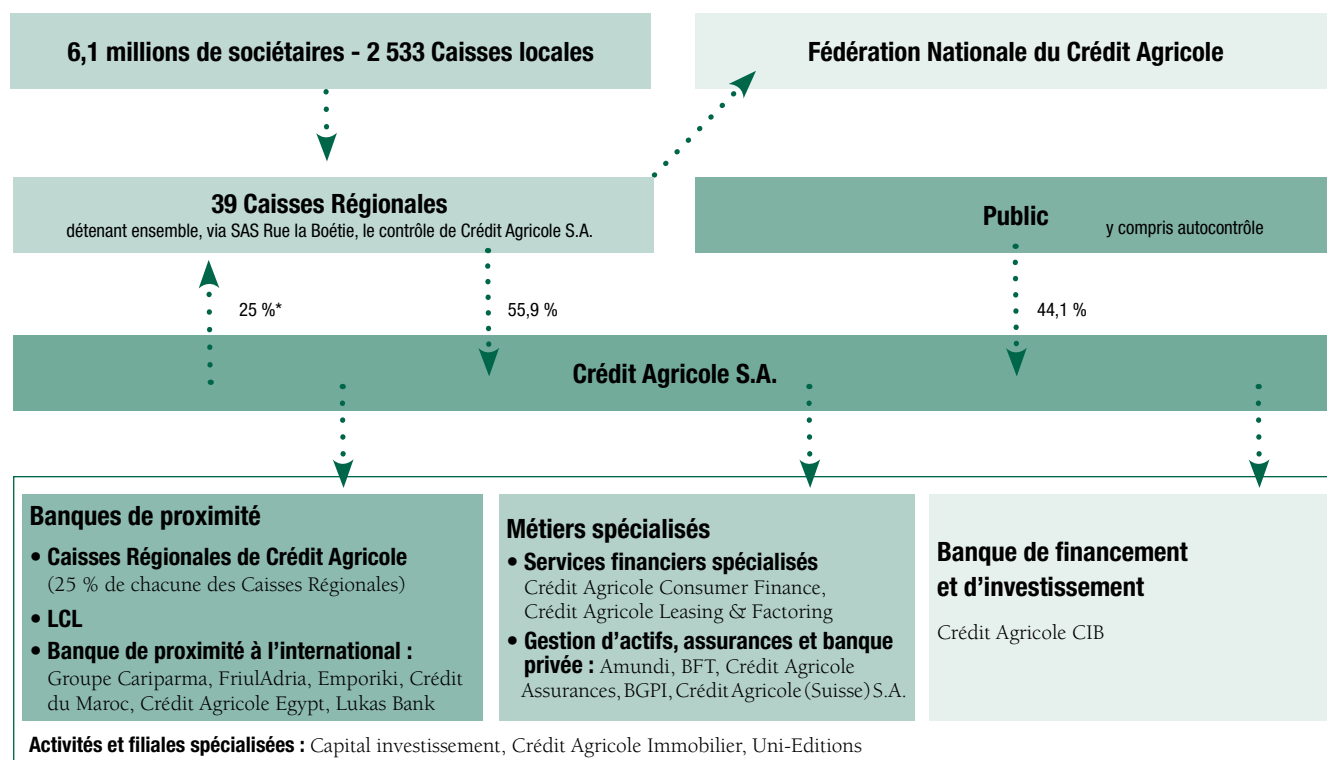 6,1 millions de sociétaires - 2 533 Caisses locales
Fédération Nationale du Crédit Agricole
39 Caisses Régionales
détenant ensemble, via SAS Rue la Boétie, le contrôle de Crédit Agricole S.A.
Public
y compris autocontrôle
25 %*
55,9 %
44,1 %
Crédit Agricole S.A.
Banques de proximité
• Caisses Régionales de Crédit Agricole
(25 % de chacune des Caisses Régionales)
• LCL
• Banque de proximité à l'international :
Groupe Cariparma, FriulAdria, Emporiki, Crédit
du Maroc, Crédit Agricole Egypt, Lukas Bank
Métiers spécialisés
• Services financiers spécialisés
Crédit Agricole Consumer Finance,
Crédit Agricole Leasing & Factoring
• Gestion d'actifs, assurances et banque
privée : Amundi, BFT, Crédit Agricole
Assurances, BGPI, Crédit Agricole (Suisse) S.A.
Banque de financement
et d'investissement
Crédit Agricole CIB
Activités et filiales spécialisées : Capital investissement, Crédit Agricole Immobilier, Uni-Editions